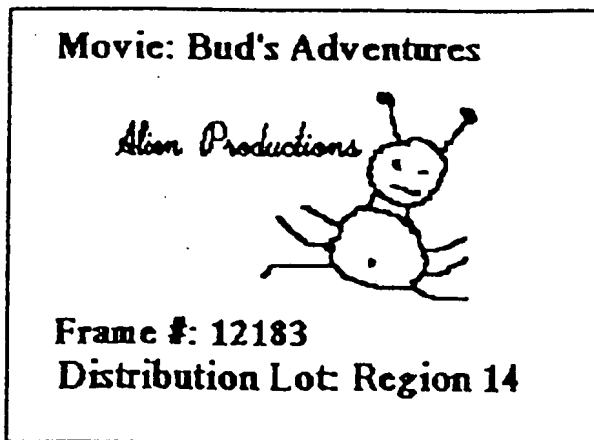 Movie: Bud's Adventures
Alien Productions
Frame #: 12183
Distribution Lot: Region 14